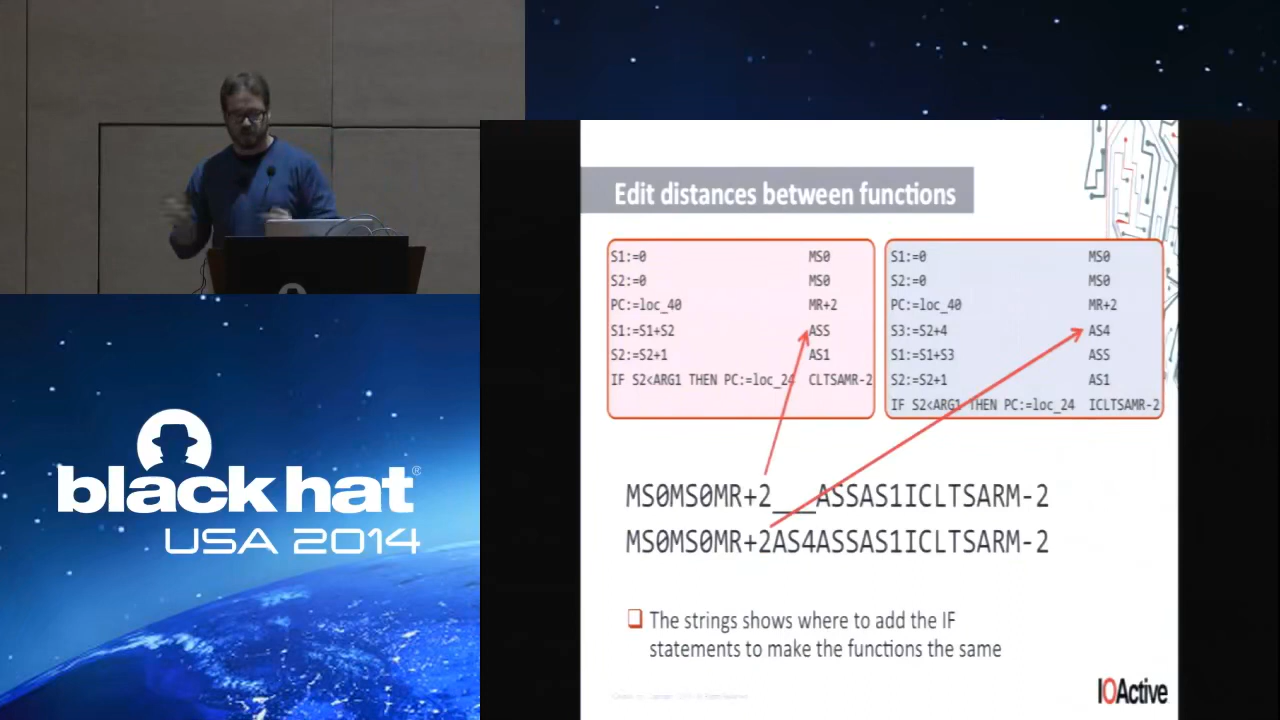 Edit distances between functions
S1:=0 MS0
S2:=0 MS0
PC:=loc_40 MR+2
S1:=S1+S2 ASS
S2:=S2+1 AS1
IF S2<ARG1 THEN PC:=loc_24 CLTSAMR-2
S1:=0 MS0
S2:=0 MS0
PC:=loc_40 MR+2
S3:=S2+4 AS4
S1:=S1+S3 ASS
S2:=S2+1 AS1
IF S2<ARG1 THEN PC:=loc_24 ICLTSAMR-2
MS0MS0MR+2___ASSAS1ICLTSARM-2
MS0MS0MR+2AS4ASSAS1ICLTSARM-2
The strings shows where to add the IF
statements to make the functions the same
IOActive
black hat®
USA 2014